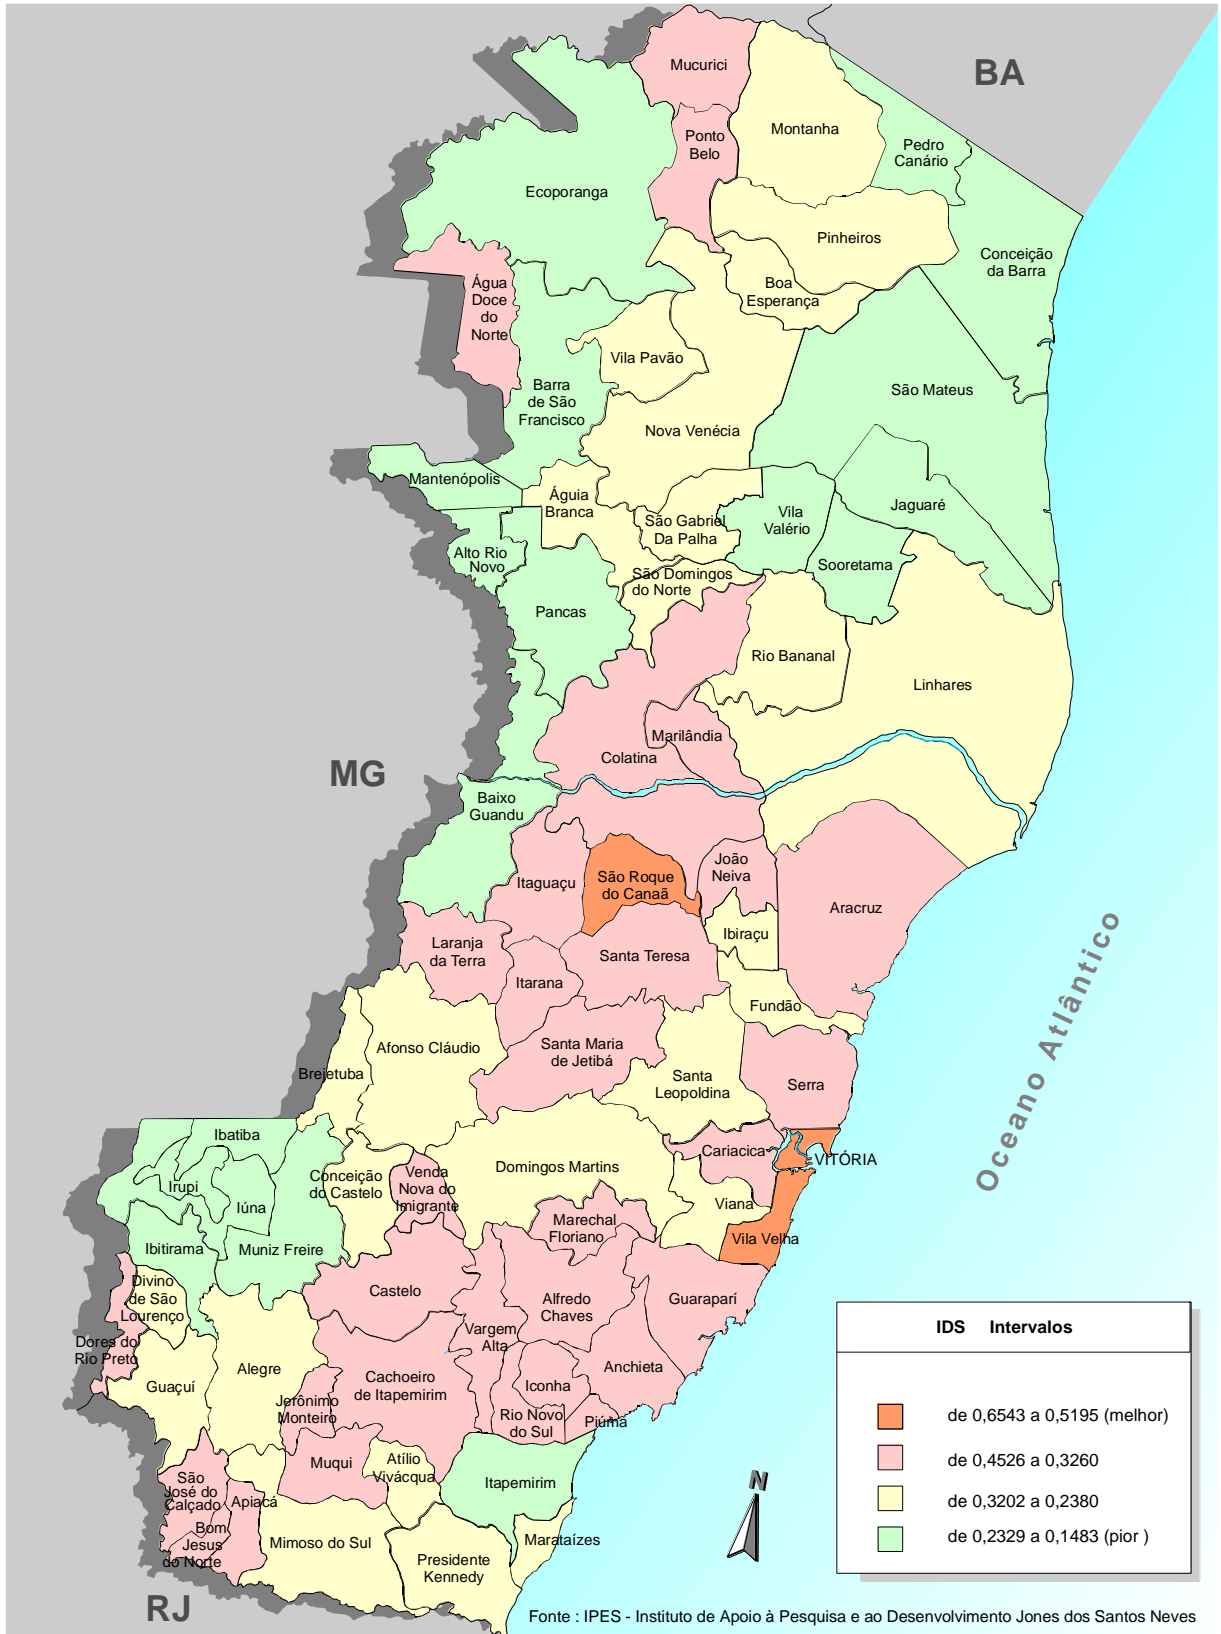 BA
Mucurici
Montanha
Ponto
Belo
Pedro
Canário
Ecoporanga
Pinheiros
Conceição
da Barra
Água
Doce
do
Norte
Boa
Esperança
Vila Pavão
Barra
de São
Francisco
São Mateus
Nova Venécia
Mantenópolis
Águia
Branca
São Gabriel
Da Palha
Vila
Valério
Jaguaré
Alto Rio
Novo
Sooretama
São Domingos
do Norte
Pancas
Rio Bananal
Linhares
Marilândia
Colatina
MG
Baixo
Guandu
João
Neiva
Itaguaçu
São Roque
do Canaã
Aracruz
Ibiraçu
Laranja
da Terra
Santa Teresa
Itarana
Fundão
Afonso Cláudio
Santa Maria
de Jetibá
Brejetuba
Santa
Leopoldina
Serra
Oceano Atlântico
Ibatiba
Cariacica
VITÓRIA
Domingos Martins
Conceição
do Castelo
Venda
Nova do
Imigrante
Irupi
Iúna
Viana
Marechal
Floriano
Vila Velha
Ibitirama
Muniz Freire
Divino
de São
Lourenço
Castelo
Alfredo
Chaves
Guaraparí
Vargem
Alta
Dores do
Rio Preto
Alegre
Guaçuí
Cachoeiro
de Itapemirim
Anchieta
Iconha
Jerônimo
Monteiro
Rio Novo
do Sul
Piúma
Muqui
Atílio
Vivácqua
Itapemirim
São
José do
Calçado
Apiacá
Bom
Jesus
do Norte
Mimoso do Sul
Marataízes
Presidente
Kennedy
RJ
N
IDS Intervalos
de 0,6543 a 0,5195 (melhor)
de 0,4526 a 0,3260
de 0,3202 a 0,2380
de 0,2329 a 0,1483 (pior )
Fonte : IPES - Instituto de Apoio à Pesquisa e ao Desenvolvimento Jones dos Santos Neves